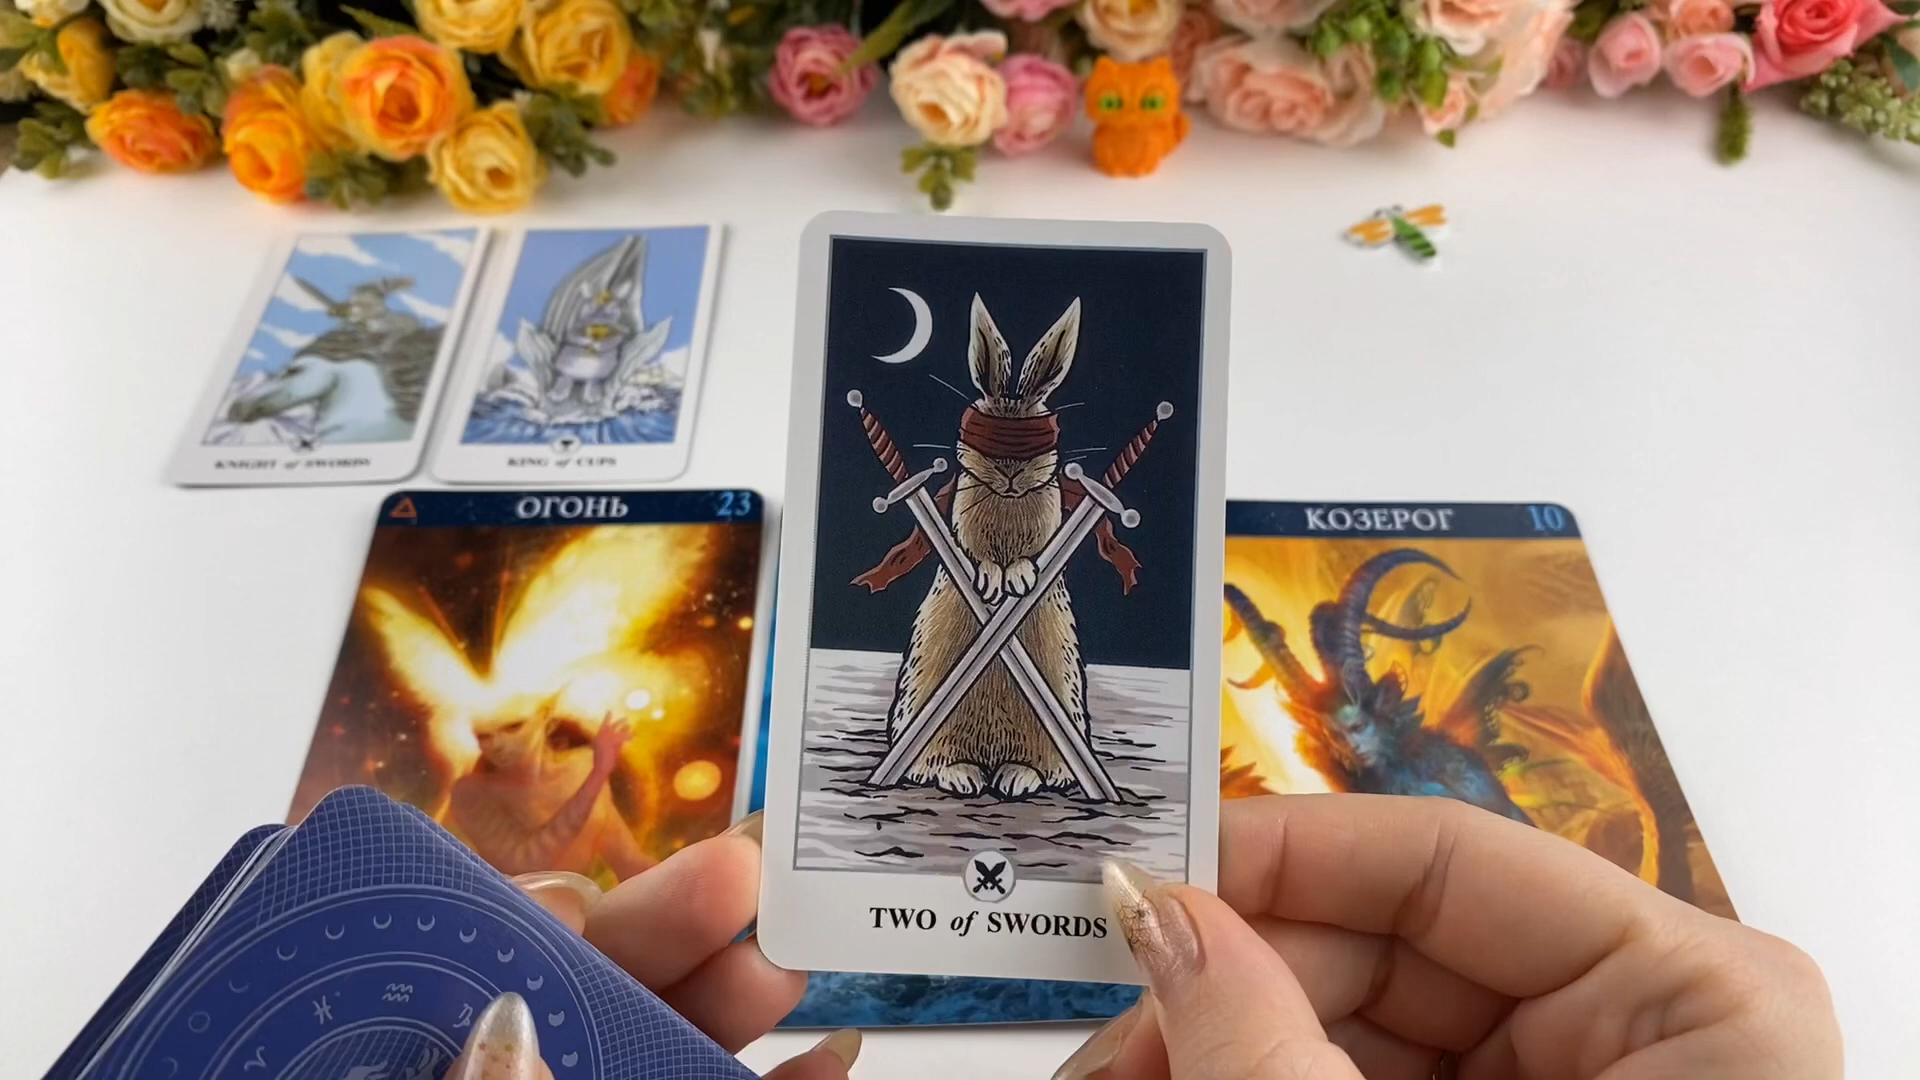 KNIGHT of SWORDS
KING of CUPS
ОГОНЬ 23
КОЗЕРОГ 10
TWO of SWORDS